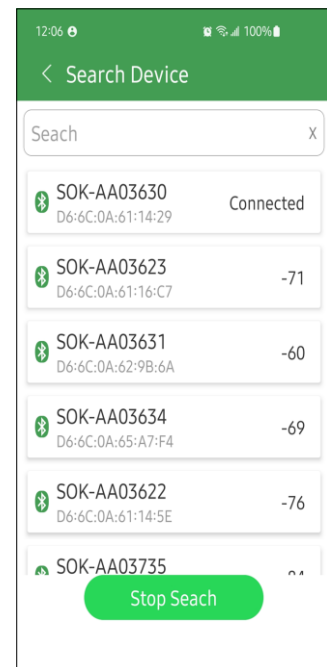 12:06 100%
< Search Device
Seach X
SOK-AA03630
D6:6C:0A:61:14:29
Connected
SOK-AA03623
D6:6C:0A:61:16:C7
-71
SOK-AA03631
D6:6C:0A:62:9B:6A
-60
SOK-AA03634
D6:6C:0A:65:A7:F4
-69
SOK-AA03622
D6:6C:0A:61:14:5E
-76
SOK-AA03735
Stop Seach